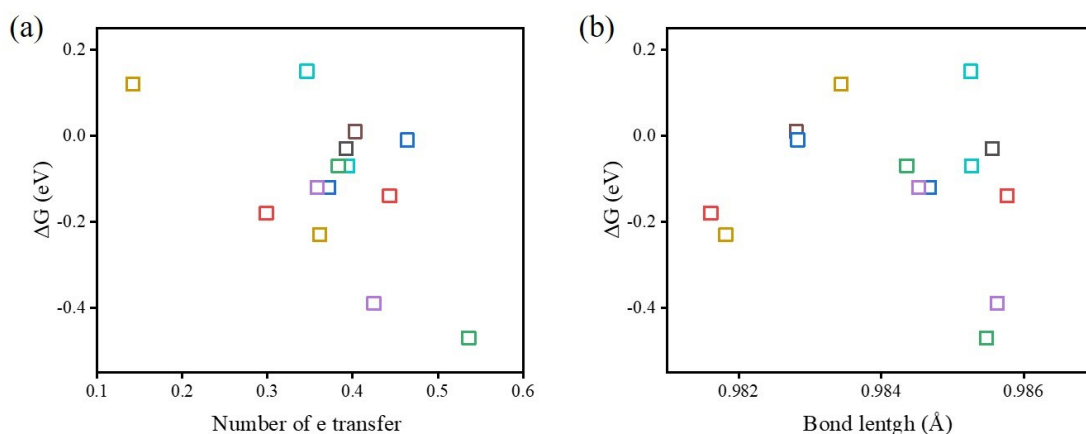 (a)
0.2
0.0
-0.2
-0.4
ΔG (eV)
0.1 0.2 0.3 0.4 0.5 0.6
Number of e transfer
(b)
0.2
0.0
-0.2
-0.4
ΔG (eV)
0.982 0.984 0.986
Bond lentgh (Å)